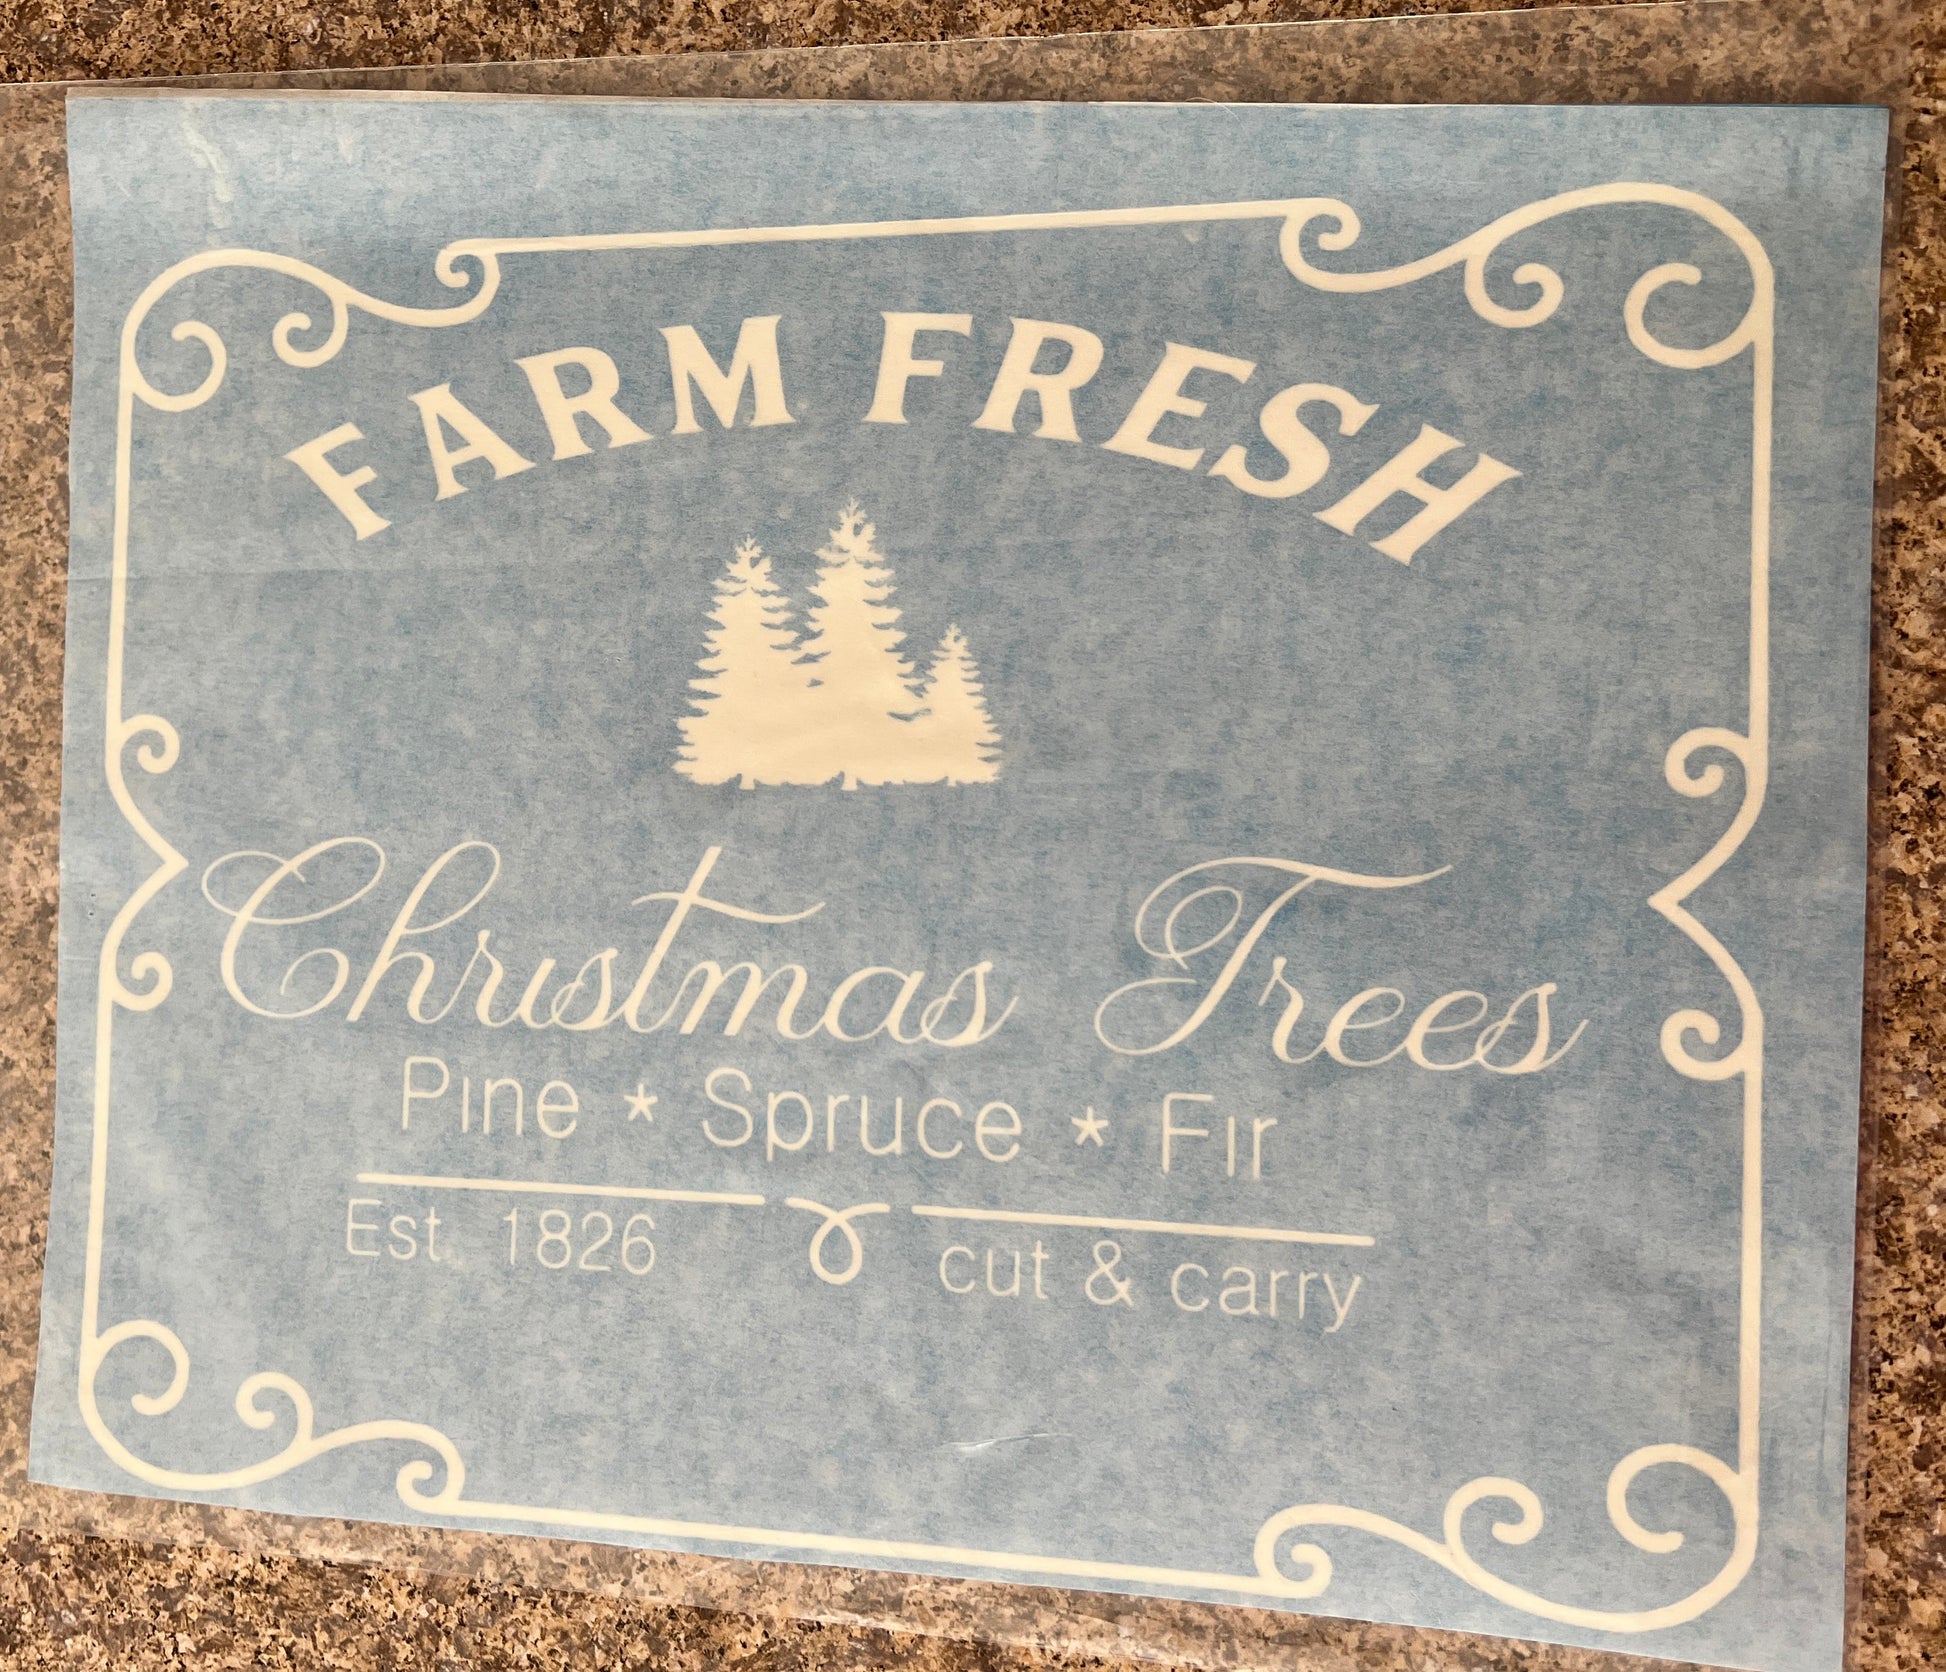 FARM FRESH
Christmas Trees
Pine * Spruce * Fir
Est. 1826 cut & carry